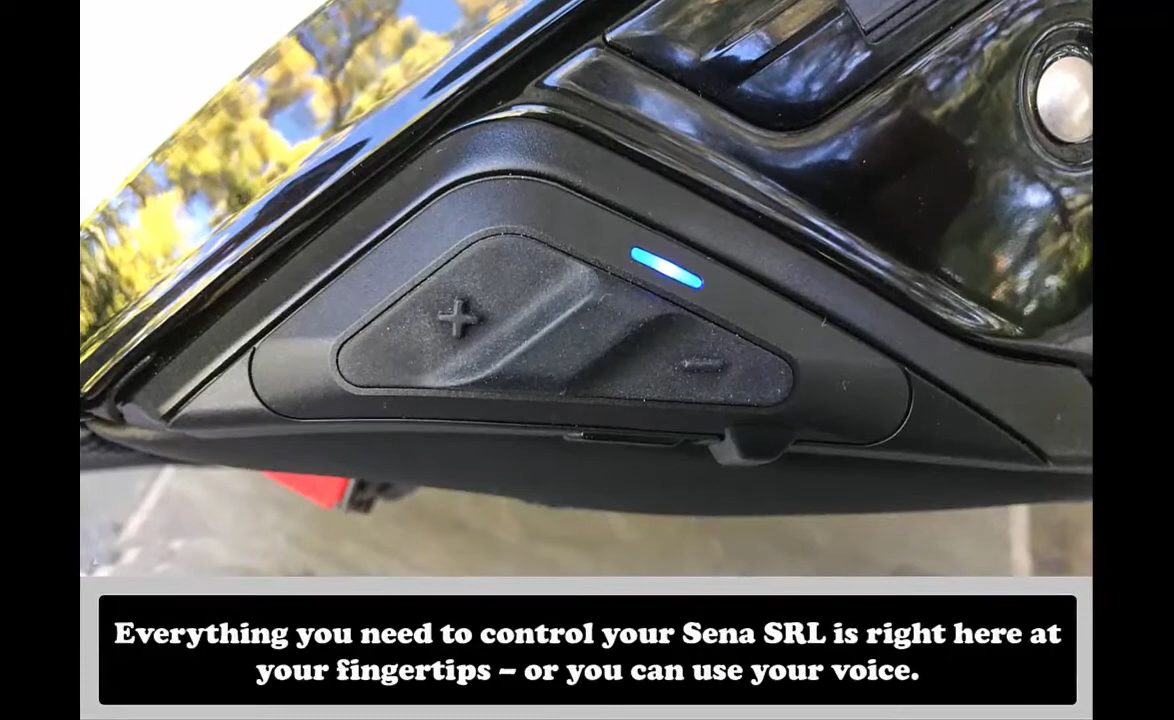 +
-
Everything you need to control your Sena SRL is right here at
your fingertips – or you can use your voice.